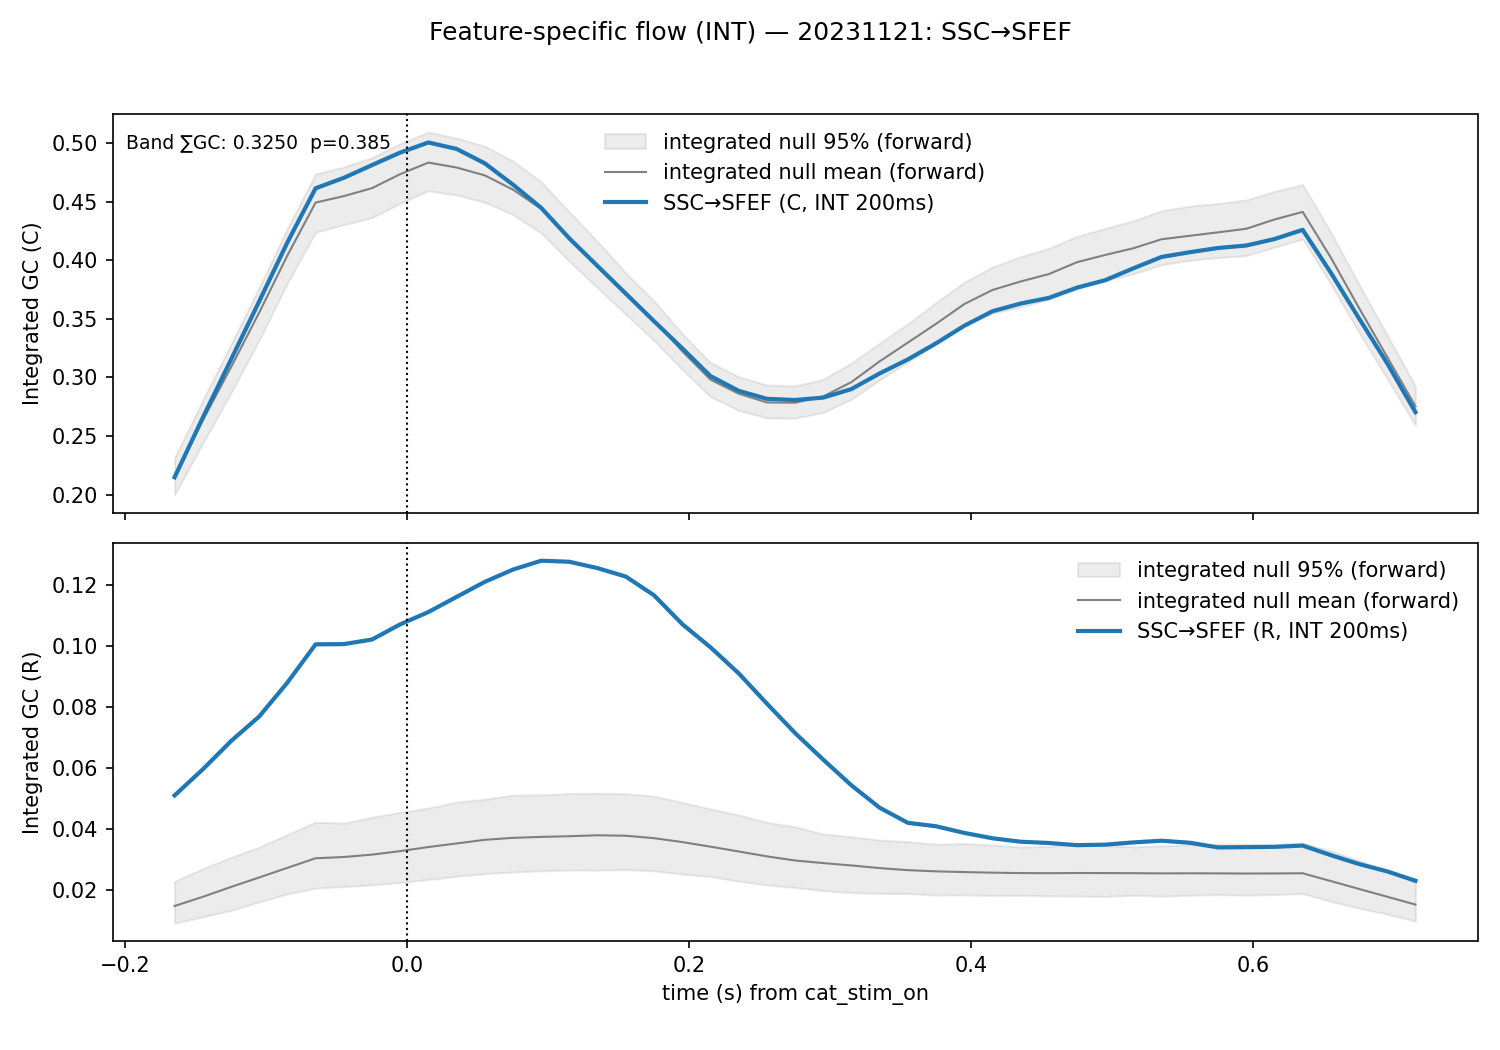 Feature-specific flow (INT) — 20231121: SSC→SFEF
Band ∑GC: 0.3250  p=0.385
integrated null 95% (forward)
integrated null mean (forward)
SSC→SFEF (C, INT 200ms)
Integrated GC (C)
0.50
0.45
0.40
0.35
0.30
0.25
0.20
integrated null 95% (forward)
integrated null mean (forward)
SSC→SFEF (R, INT 200ms)
Integrated GC (R)
0.12
0.10
0.08
0.06
0.04
0.02
−0.2 0.0 0.2 0.4 0.6
time (s) from cat_stim_on